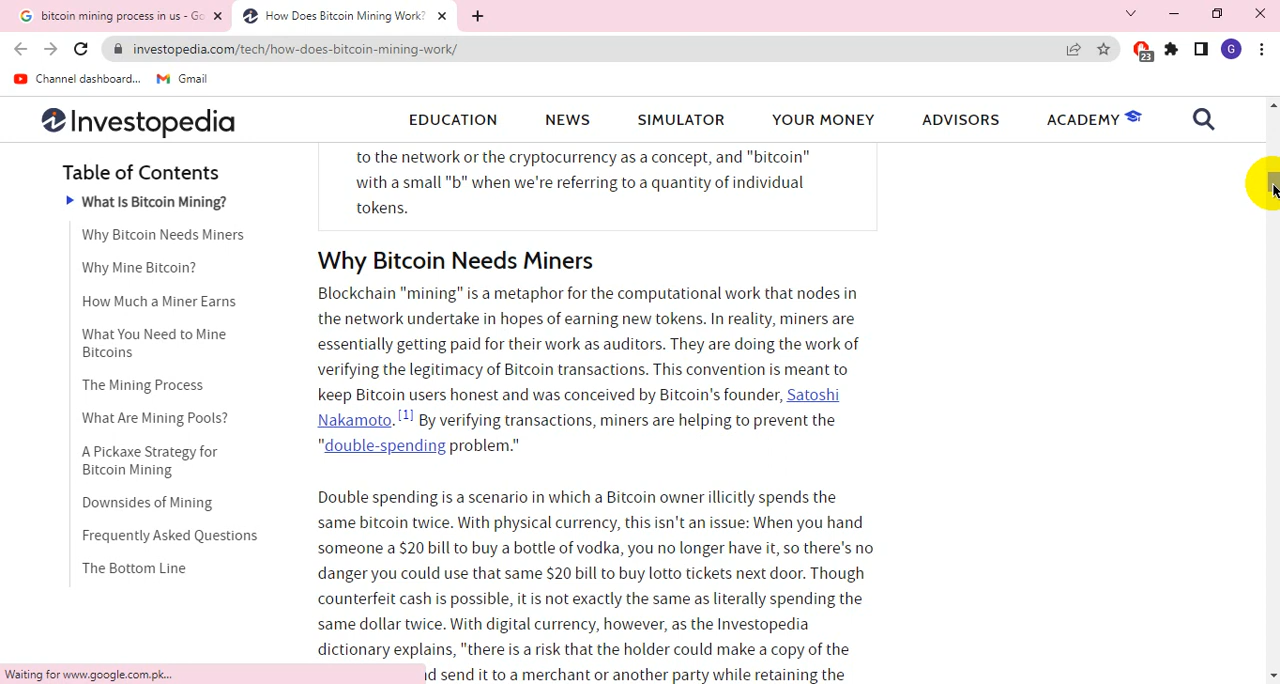 bitcoin mining process in us - Go
How Does Bitcoin Mining Work?
investopedia.com/tech/how-does-bitcoin-mining-work/
23
G
Channel dashboard...
Gmail
Investopedia
EDUCATION
NEWS
SIMULATOR
YOUR MONEY
ADVISORS
ACADEMY
Table of Contents
What Is Bitcoin Mining?
Why Bitcoin Needs Miners
Why Mine Bitcoin?
How Much a Miner Earns
What You Need to Mine
Bitcoins
The Mining Process
What Are Mining Pools?
A Pickaxe Strategy for
Bitcoin Mining
Downsides of Mining
Frequently Asked Questions
The Bottom Line
to the network or the cryptocurrency as a concept, and "bitcoin"
with a small "b" when we're referring to a quantity of individual
tokens.
Why Bitcoin Needs Miners
Blockchain "mining" is a metaphor for the computational work that nodes in
the network undertake in hopes of earning new tokens. In reality, miners are
essentially getting paid for their work as auditors. They are doing the work of
verifying the legitimacy of Bitcoin transactions. This convention is meant to
keep Bitcoin users honest and was conceived by Bitcoin's founder, Satoshi
Nakamoto.[1] By verifying transactions, miners are helping to prevent the
"double-spending problem."
Double spending is a scenario in which a Bitcoin owner illicitly spends the
same bitcoin twice. With physical currency, this isn't an issue: When you hand
someone a $20 bill to buy a bottle of vodka, you no longer have it, so there's no
danger you could use that same $20 bill to buy lotto tickets next door. Though
counterfeit cash is possible, it is not exactly the same as literally spending the
same dollar twice. With digital currency, however, as the Investopedia
dictionary explains, "there is a risk that the holder could make a copy of the
send it to a merchant or another party while retaining the
Waiting for www.google.com.pk...